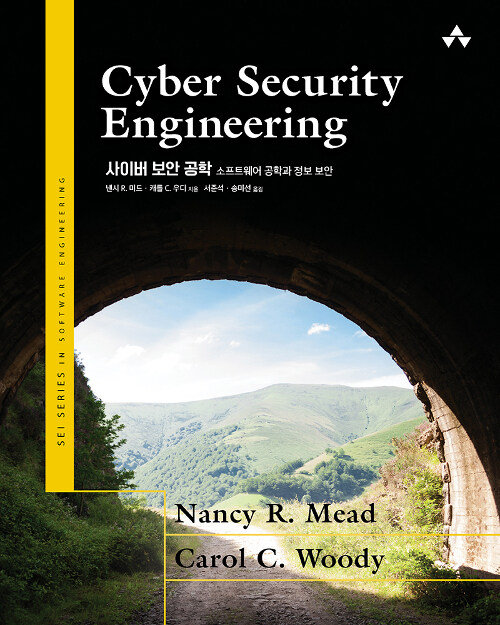 Cyber Security
Engineering
사이버 보안 공학 소프트웨어 공학과 정보 보안
낸시 R. 미드 · 캐롤 C. 우디 지음 서준석 · 송미선 옮김
SEI SERIES IN SOFTWARE ENGINEERING
Nancy R. Mead
Carol C. Woody